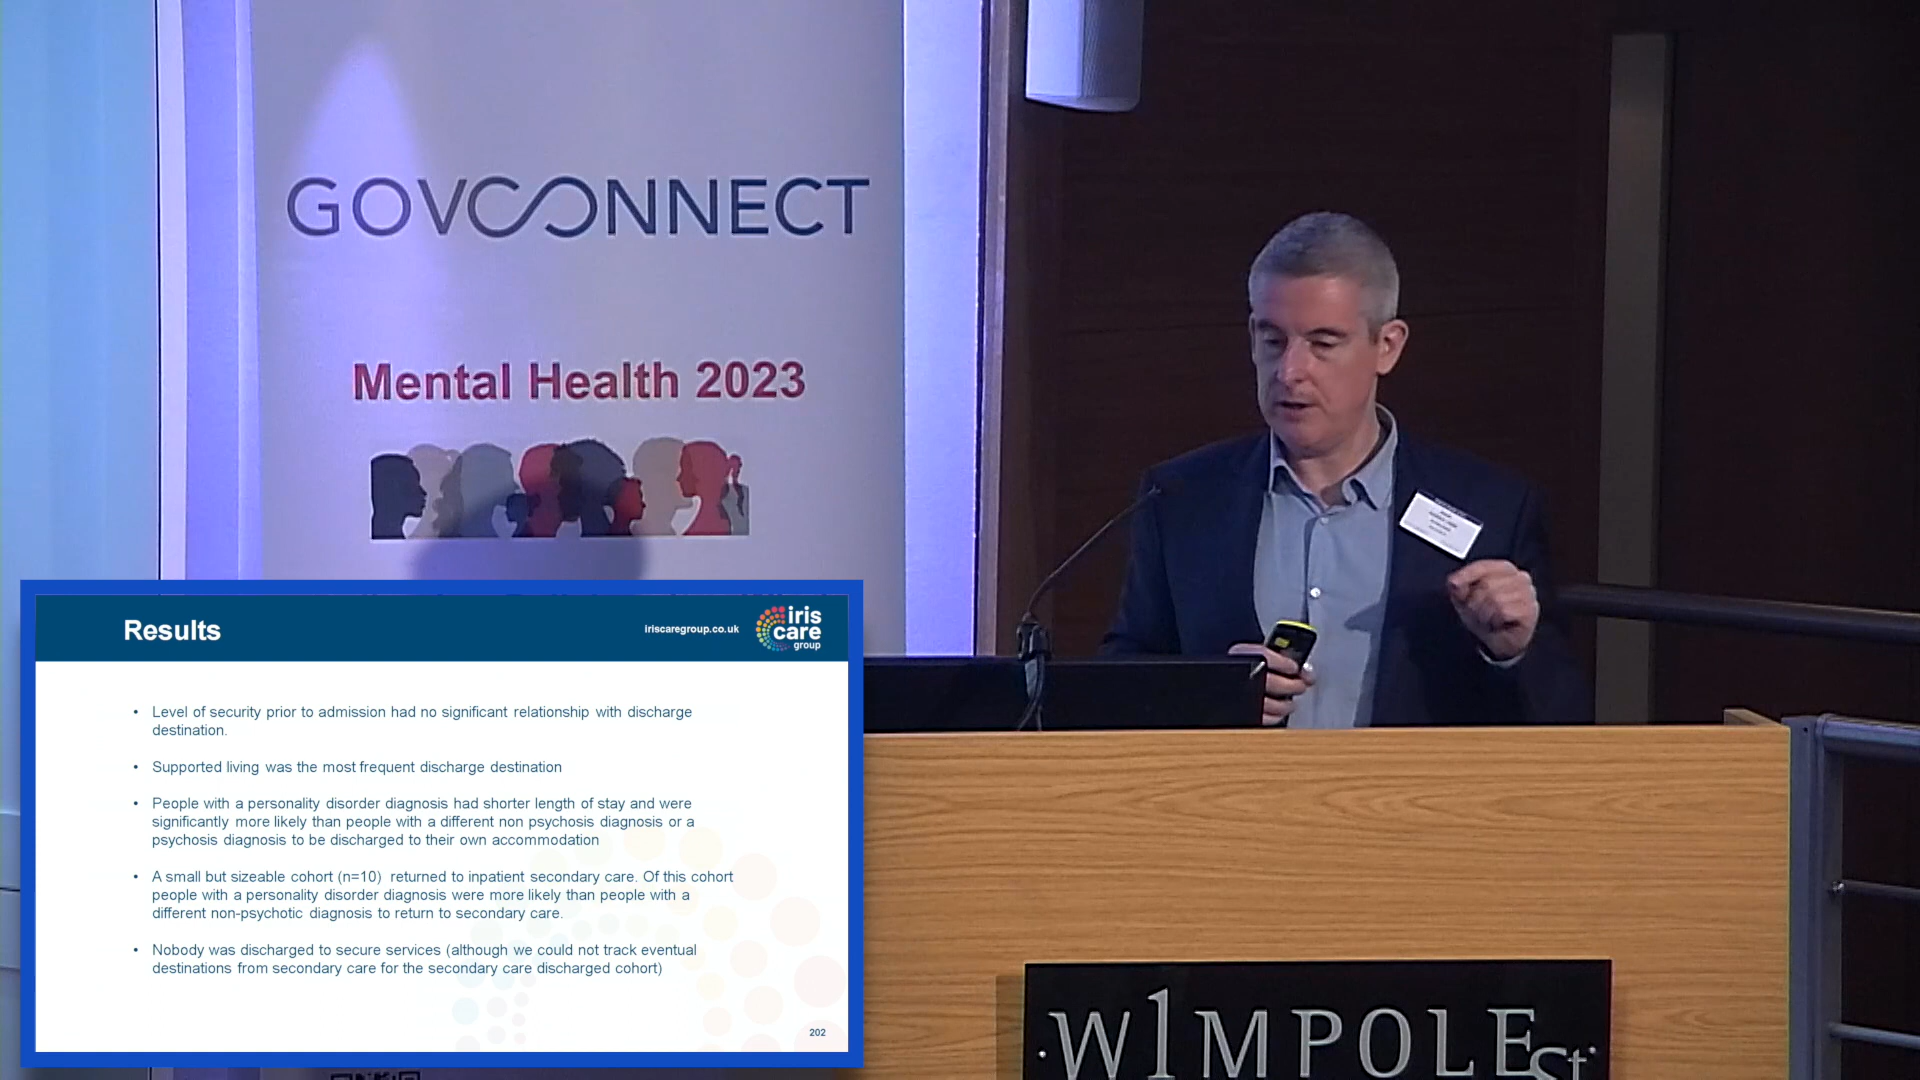 GOVCONNECT
Mental Health 2023
Results
iriscaregroup.co.uk
iris
care
group
• Level of security prior to admission had no significant relationship with discharge
destination.
• Supported living was the most frequent discharge destination
• People with a personality disorder diagnosis had shorter length of stay and were
significantly more likely than people with a different non psychosis diagnosis or a
psychosis diagnosis to be discharged to their own accommodation
• A small but sizeable cohort (n=10) returned to inpatient secondary care. Of this cohort
people with a personality disorder diagnosis were more likely than people with a
different non-psychotic diagnosis to return to secondary care.
• Nobody was discharged to secure services (although we could not track eventual
destinations from secondary care for the secondary care discharged cohort)
202
·W1MPOLE St·